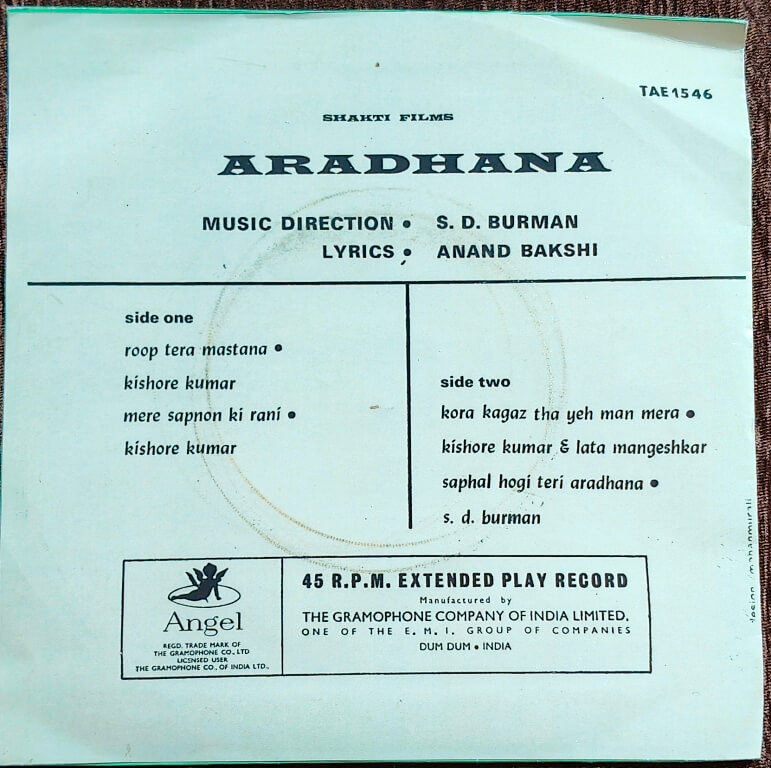 TAE1546
SHAKTI FILMS
ARADHANA
MUSIC DIRECTION • S. D. BURMAN
LYRICS • ANAND BAKSHI
side one
roop tera mastana •
kishore kumar
mere sapnon ki rani •
kishore kumar
side two
kora kagaz tha yeh man mera •
kishore kumar & lata mangeshkar
saphal hogi teri aradhana •
s. d. burman
Angel
REGD. TRADE MARK OF
THE GRAMOPHONE CO., LTD
LICENSED USER
THE GRAMOPHONE CO., OF INDIA LTD.,
45 R.P.M. EXTENDED PLAY RECORD
Manufactured by
THE GRAMOPHONE COMPANY OF INDIA LIMITED.
ONE OF THE E. M. I. GROUP OF COMPANIES
DUM DUM • INDIA
design